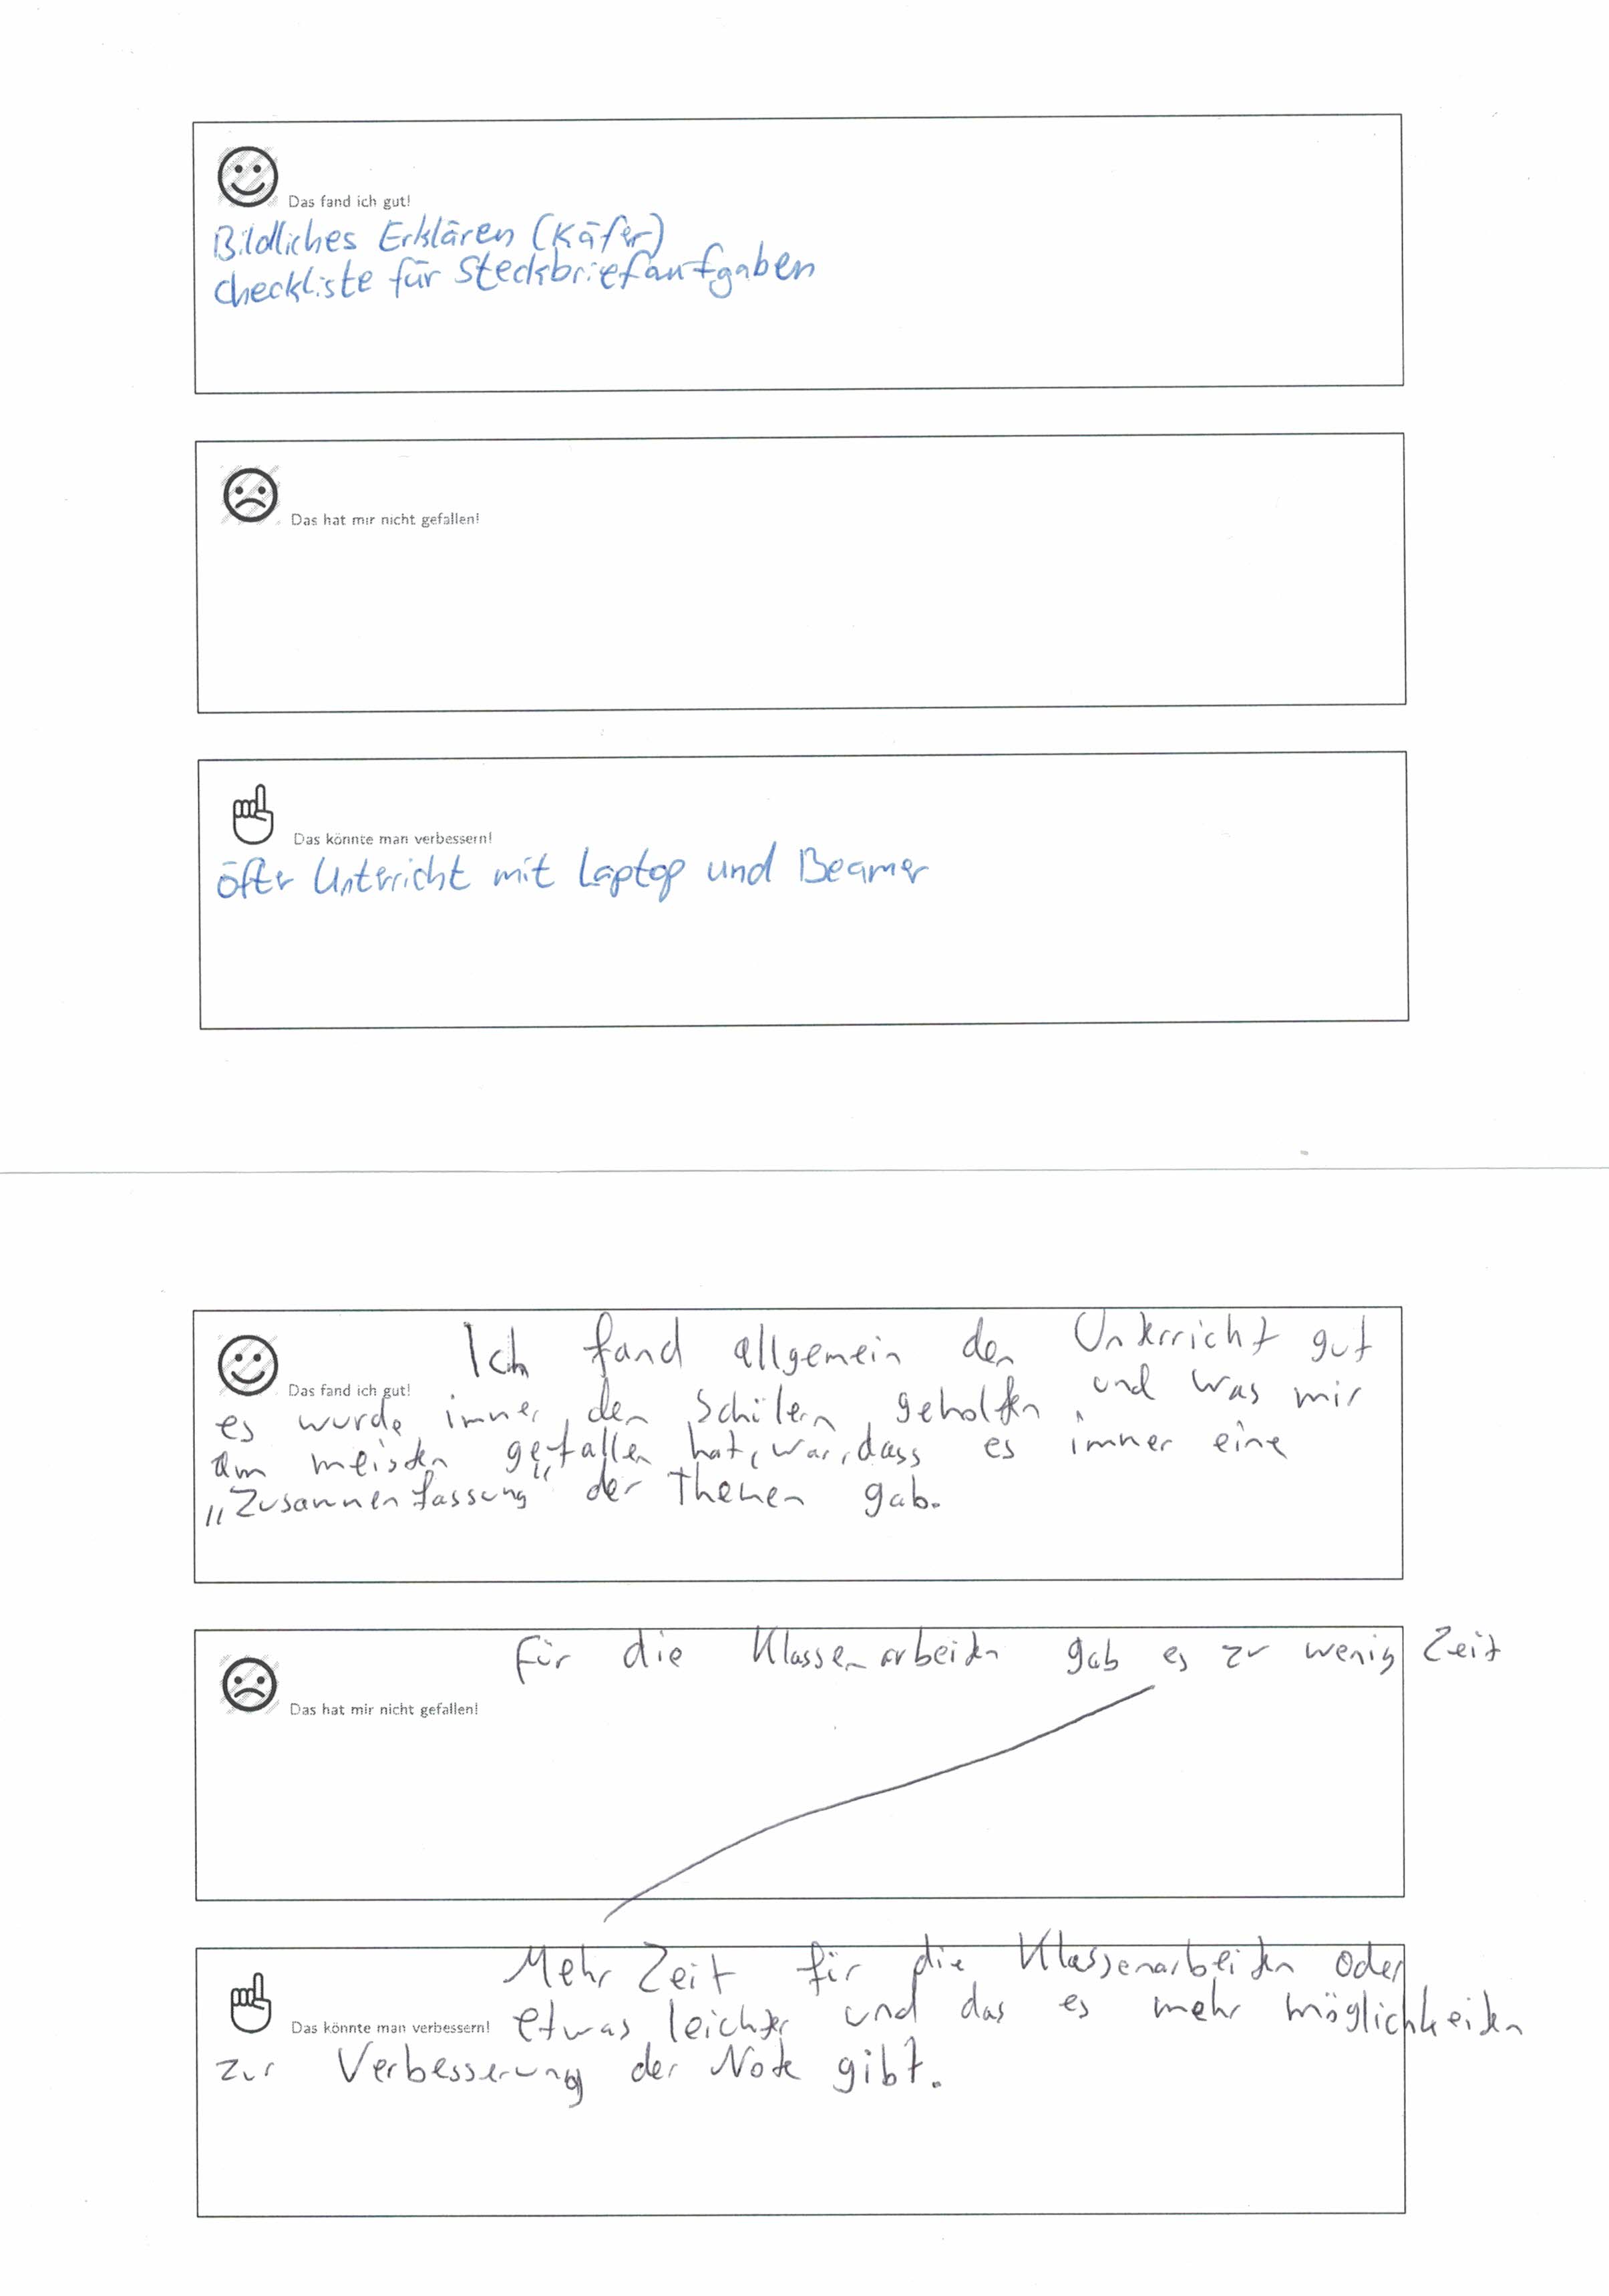 Das fand ich gut!
Bildliches Erklären (Käfer)
Checkliste für Steckbriefaufgaben
Das hat mir nicht gefallen!
Das könnte man verbessern!
öfter Unterricht mit Laptop und Beamer
Ich fand allgemein den Unterricht gut
Das fand ich gut!
es wurde immer den Schülern geholfen und was mir
am meisten gefallen hat, war, dass es immer eine
„Zusammenfassung“ der Themen gab.
Für die Klassenarbeiten gab es zu wenig Zeit
Das hat mir nicht gefallen!
Mehr Zeit für die Klassenarbeiten oder
Das könnte man verbessern! etwas leichter und das es mehr möglichkeiten
zur Verbesserung der Note gibt.